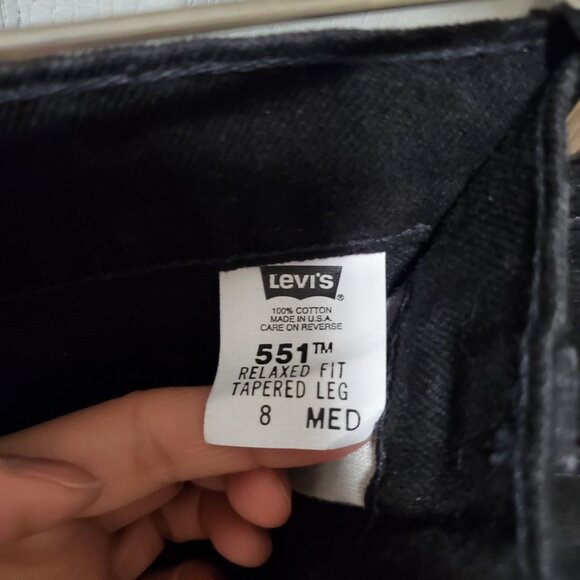 Levi's ®
100% COTTON
MADE IN U.S.A.
CARE ON REVERSE
551™
RELAXED FIT
TAPERED LEG
8 MED